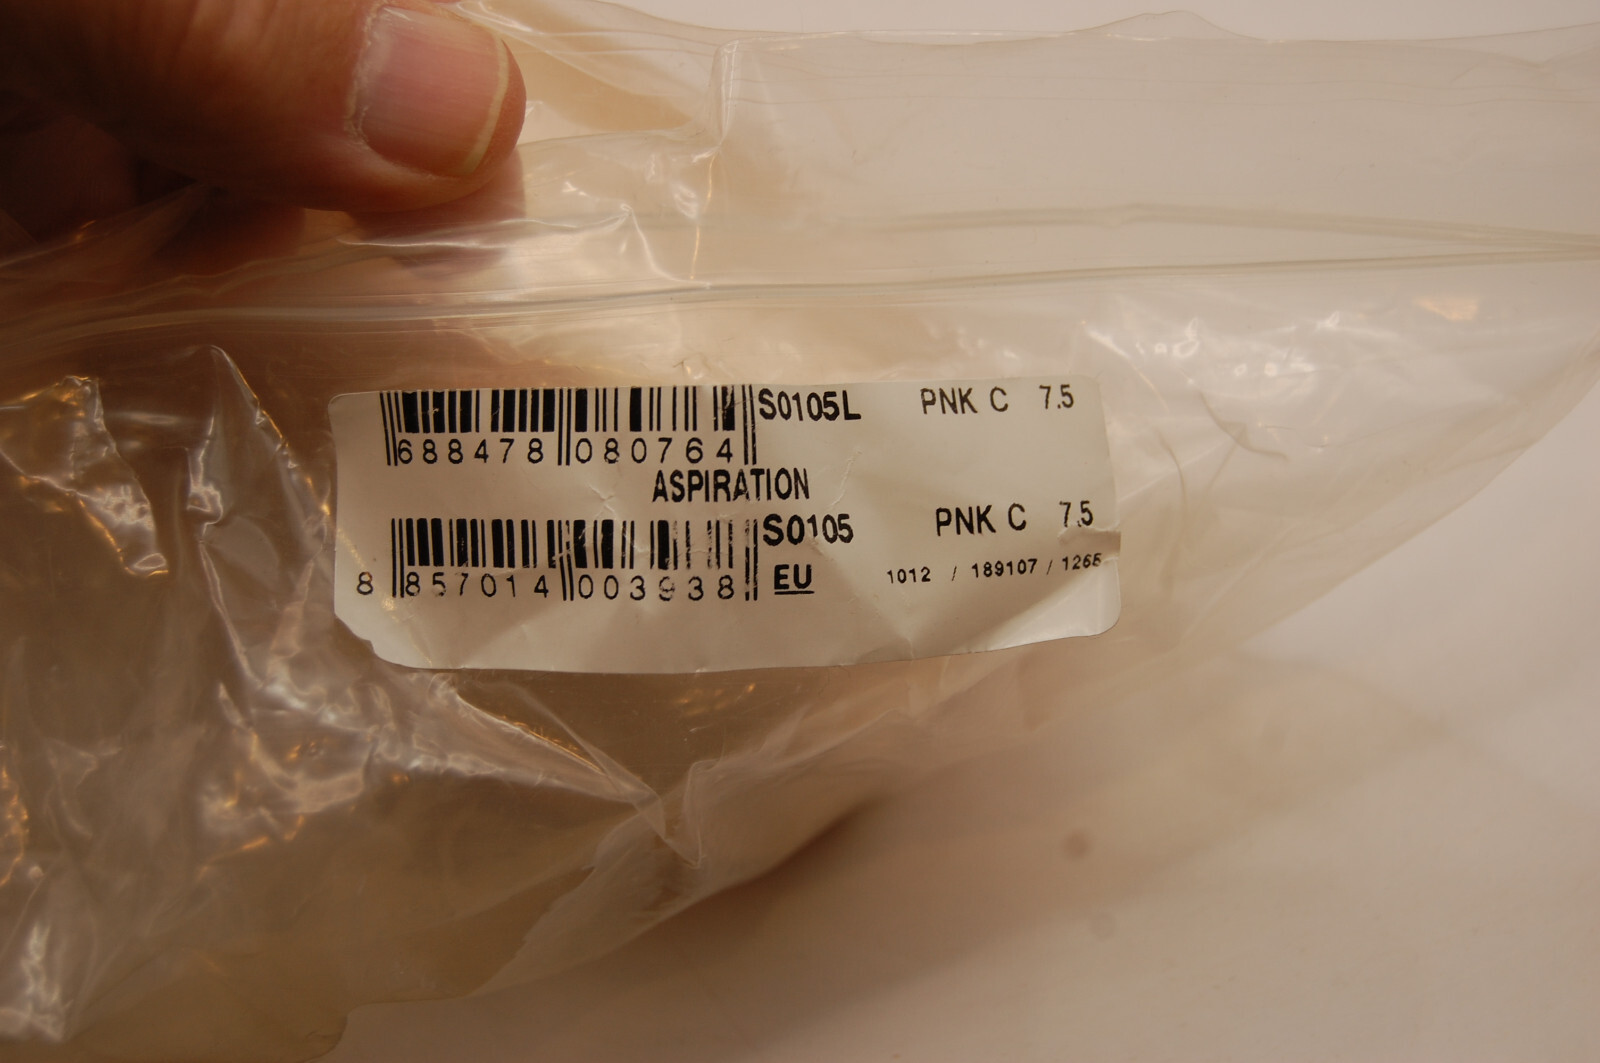 S0105L PNK C 7.5
688478 080764
ASPIRATION
S0105 PNK C 7.5
8 857014 003938 EU 1012 / 189107 / 1265